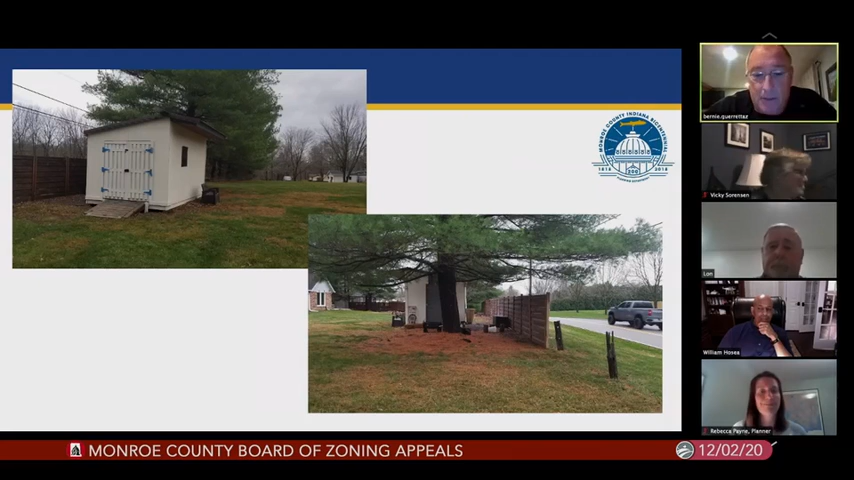 MONROE COUNTY INDIANA BICENTENNIAL
1818
200
2018
bernie.guerrettaz
Vicky Sorensen
Lon
William Hosea
Rebecca Payne, Planner
MONROE COUNTY BOARD OF ZONING APPEALS
12/02/20